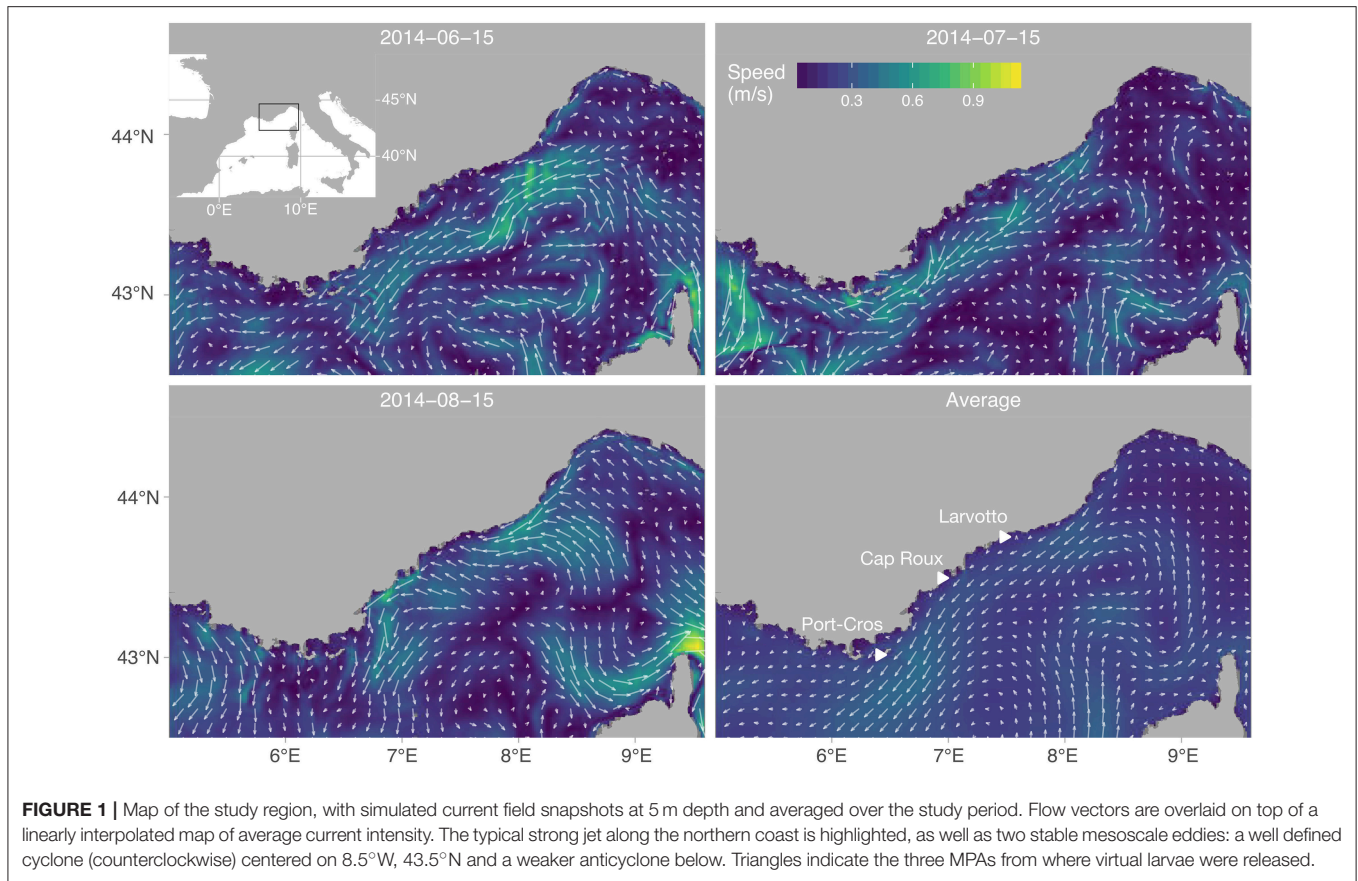 2014–06–15
2014–07–15
Speed
(m/s)
0.3 0.6 0.9
45°N
40°N
0°E 10°E
44°N
43°N
2014–08–15
Average
44°N
43°N
Larvotto
Cap Roux
Port-Cros
6°E 7°E 8°E 9°E
6°E 7°E 8°E 9°E
FIGURE 1 | Map of the study region, with simulated current field snapshots at 5 m depth and averaged over the study period. Flow vectors are overlaid on top of a
linearly interpolated map of average current intensity. The typical strong jet along the northern coast is highlighted, as well as two stable mesoscale eddies: a well defined
cyclone (counterclockwise) centered on 8.5°W, 43.5°N and a weaker anticyclone below. Triangles indicate the three MPAs from where virtual larvae were released.